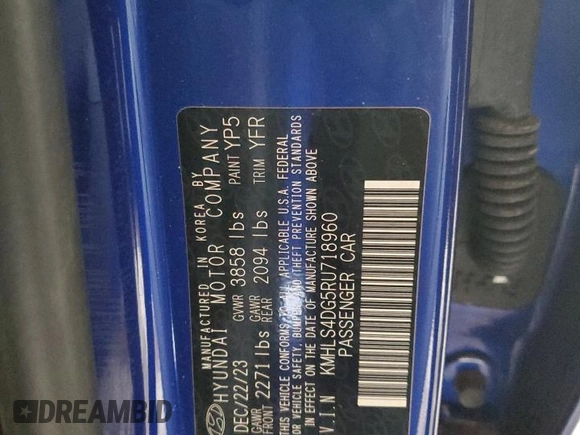 MANUFACTURED IN KOREA BY
HYUNDAI MOTOR COMPANY
DEC/22/23 GVWR 3858 lbs PAINT YP5
GAWR FRONT 2271 lbs GAWR REAR 2094 lbs TRIM YFR
THIS VEHICLE CONFORMS TO ALL APPLICABLE U.S.A. FEDERAL
SAFETY, BUMPER, AND THEFT PREVENTION STANDARDS
IN EFFECT ON THE DATE OF MANUFACTURE SHOWN ABOVE
V.I.N KMHLS4DG5RU718960
PASSENGER CAR
DREAMBID